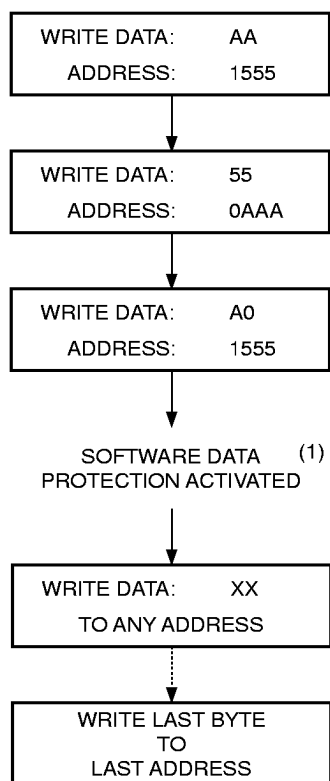 WRITE DATA: AA
ADDRESS: 1555
WRITE DATA: 55
ADDRESS: 0AAA
WRITE DATA: A0
ADDRESS: 1555
SOFTWARE DATA (1)
PROTECTION ACTIVATED
WRITE DATA: XX
TO ANY ADDRESS
WRITE LAST BYTE
TO
LAST ADDRESS